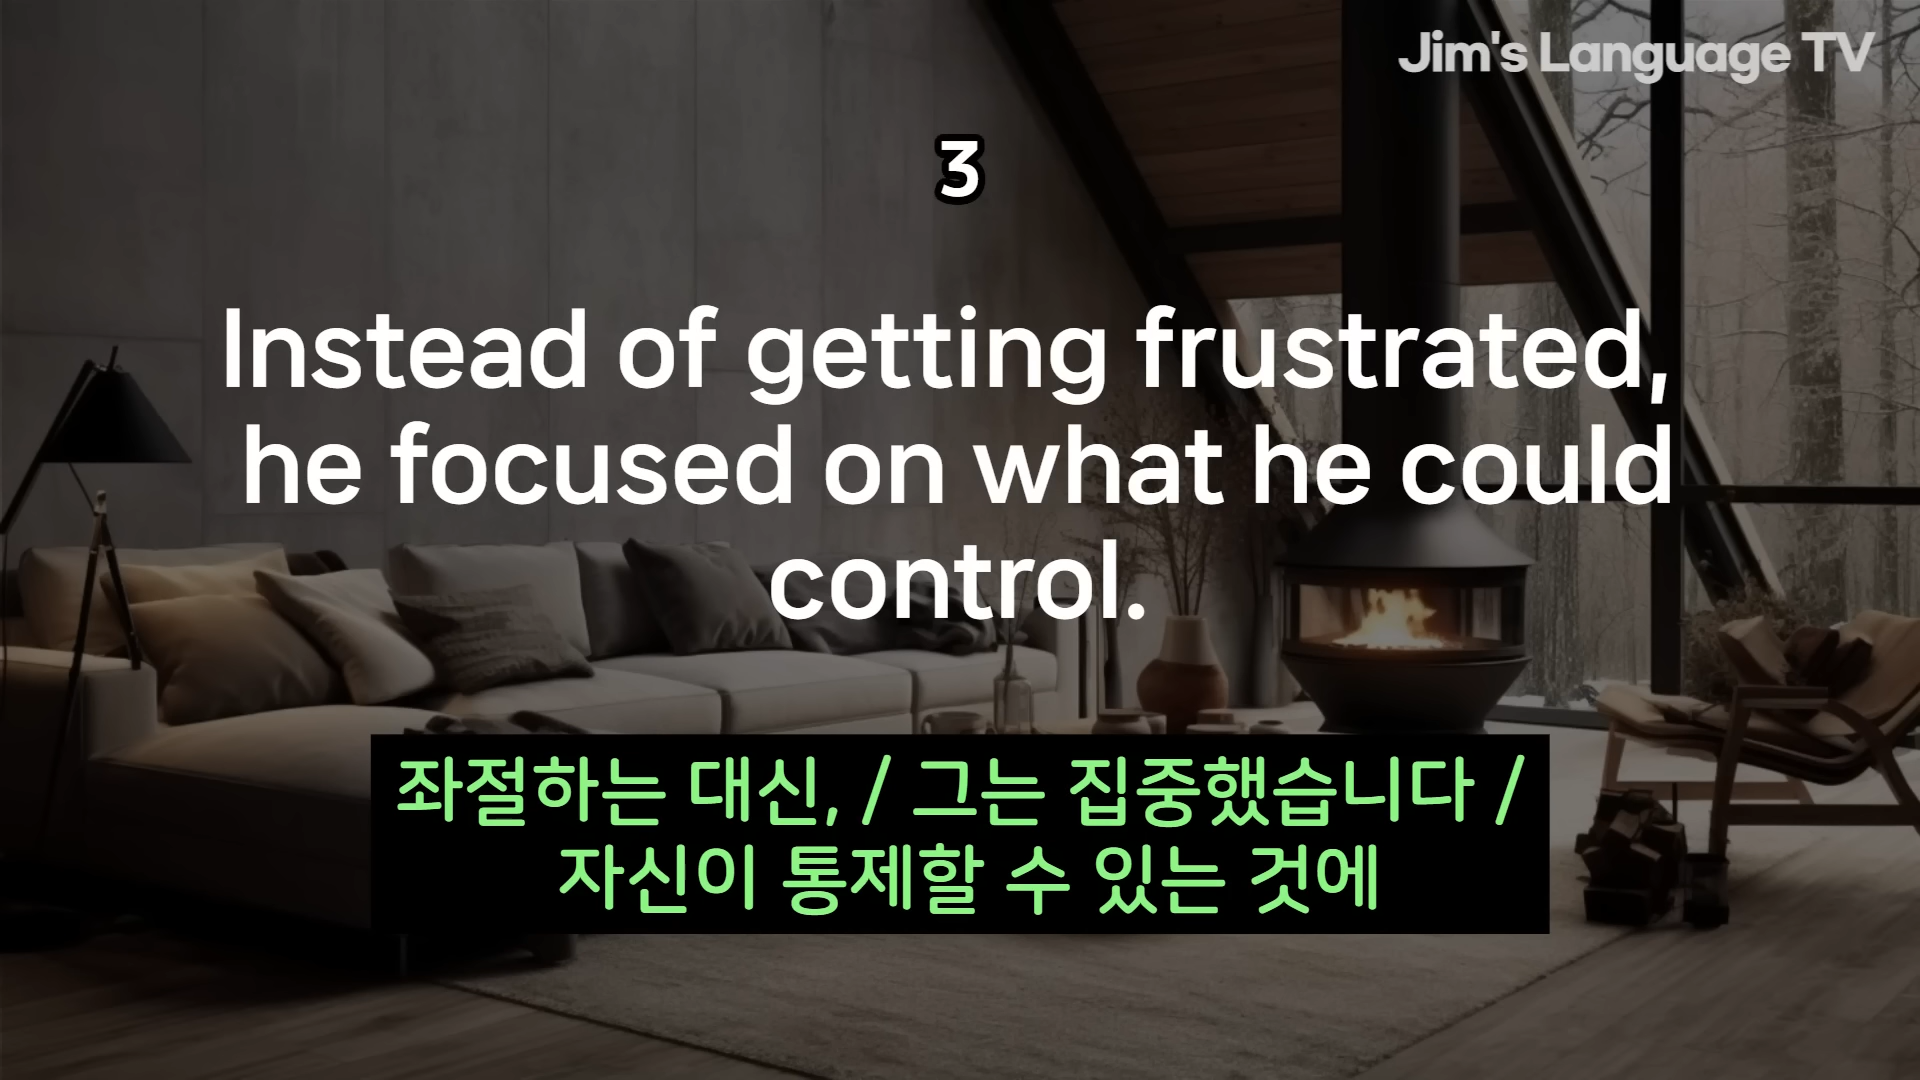 Jim's Language TV
3
Instead of getting frustrated,
he focused on what he could
control.
좌절하는 대신, / 그는 집중했습니다 /
자신이 통제할 수 있는 것에